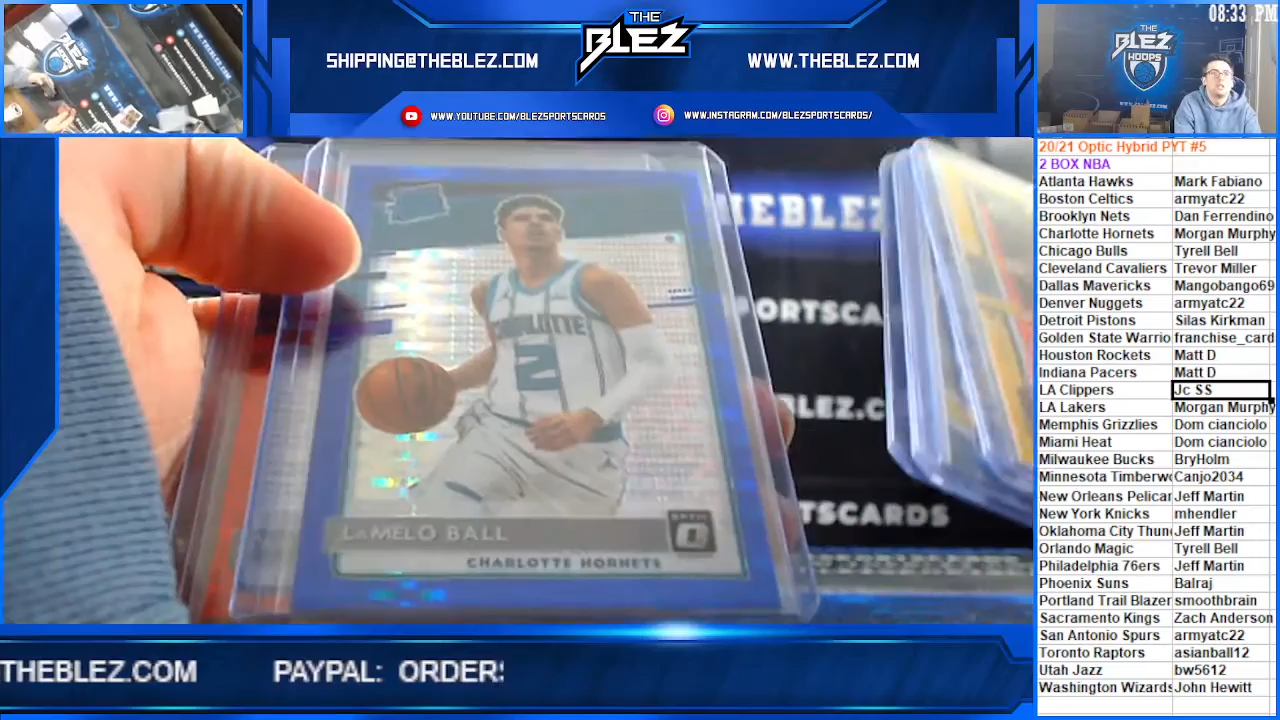 08:33 PM
THE
BLEZ
SHIPPING@THEBLEZ.COM
WWW.THEBLEZ.COM
WWW.YOUTUBE.COM/BLEZSPORTSCARDS
WWW.INSTAGRAM.COM/BLEZSPORTSCARDS/
THE
BLEZ
HOOPS
20/21 Optic Hybrid PYT #5
2 BOX NBA
Atlanta Hawks Mark Fabiano
Boston Celtics armyatc22
Brooklyn Nets Dan Ferrendino
Charlotte Hornets Morgan Murphy
Chicago Bulls Tyrell Bell
Cleveland Cavaliers Trevor Miller
Dallas Mavericks Mangobango69
Denver Nuggets armyatc22
Detroit Pistons Silas Kirkman
Golden State Warrio franchise_card
Houston Rockets Matt D
Indiana Pacers Matt D
LA Clippers Jc SS
LA Lakers Morgan Murphy
Memphis Grizzlies Dom cianciolo
Miami Heat Dom cianciolo
Milwaukee Bucks BryHolm
Minnesota Timberwo Canjo2034
New Orleans Pelican Jeff Martin
New York Knicks mhendler
Oklahoma City Thun Jeff Martin
Orlando Magic Tyrell Bell
Philadelphia 76ers Jeff Martin
Phoenix Suns Balraj
Portland Trail Blazer smoothbrain
Sacramento Kings Zach Anderson
San Antonio Spurs armyatc22
Toronto Raptors asianball12
Utah Jazz bw5612
Washington Wizards John Hewitt
HEBLEZ
PORTSCA
BLEZ.C
TSCARDS
CHARLOTTE
2
LaMELO BALL
OPTIC
CHARLOTTE HORNETS
THEBLEZ.COM PAYPAL: ORDERS